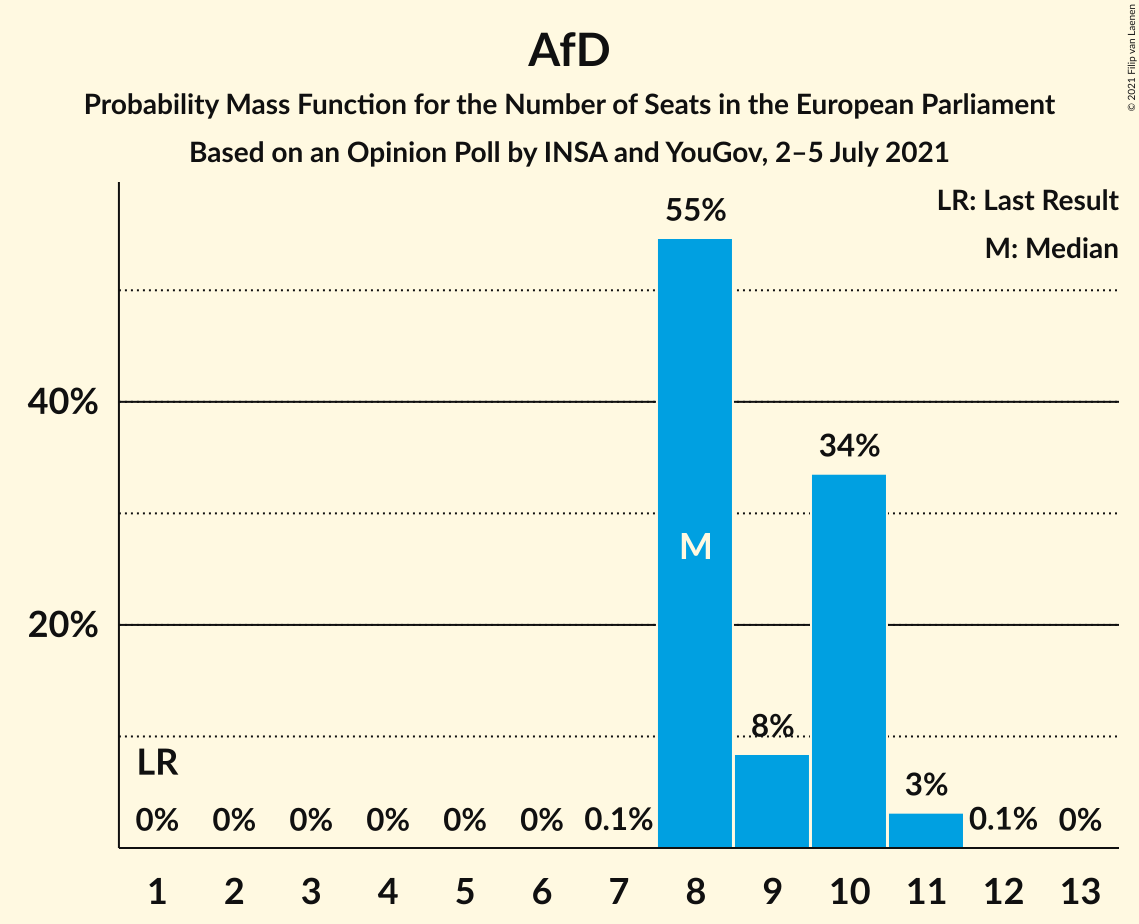 AfD
Probability Mass Function for the Number of Seats in the European Parliament
Based on an Opinion Poll by INSA and YouGov, 2–5 July 2021
© 2021 Filip van Laenen
LR: Last Result
M: Median
55%
40%
34%
M
20%
8%
LR
3%
0% 0% 0% 0% 0% 0% 0.1% 0.1% 0%
1 2 3 4 5 6 7 8 9 10 11 12 13